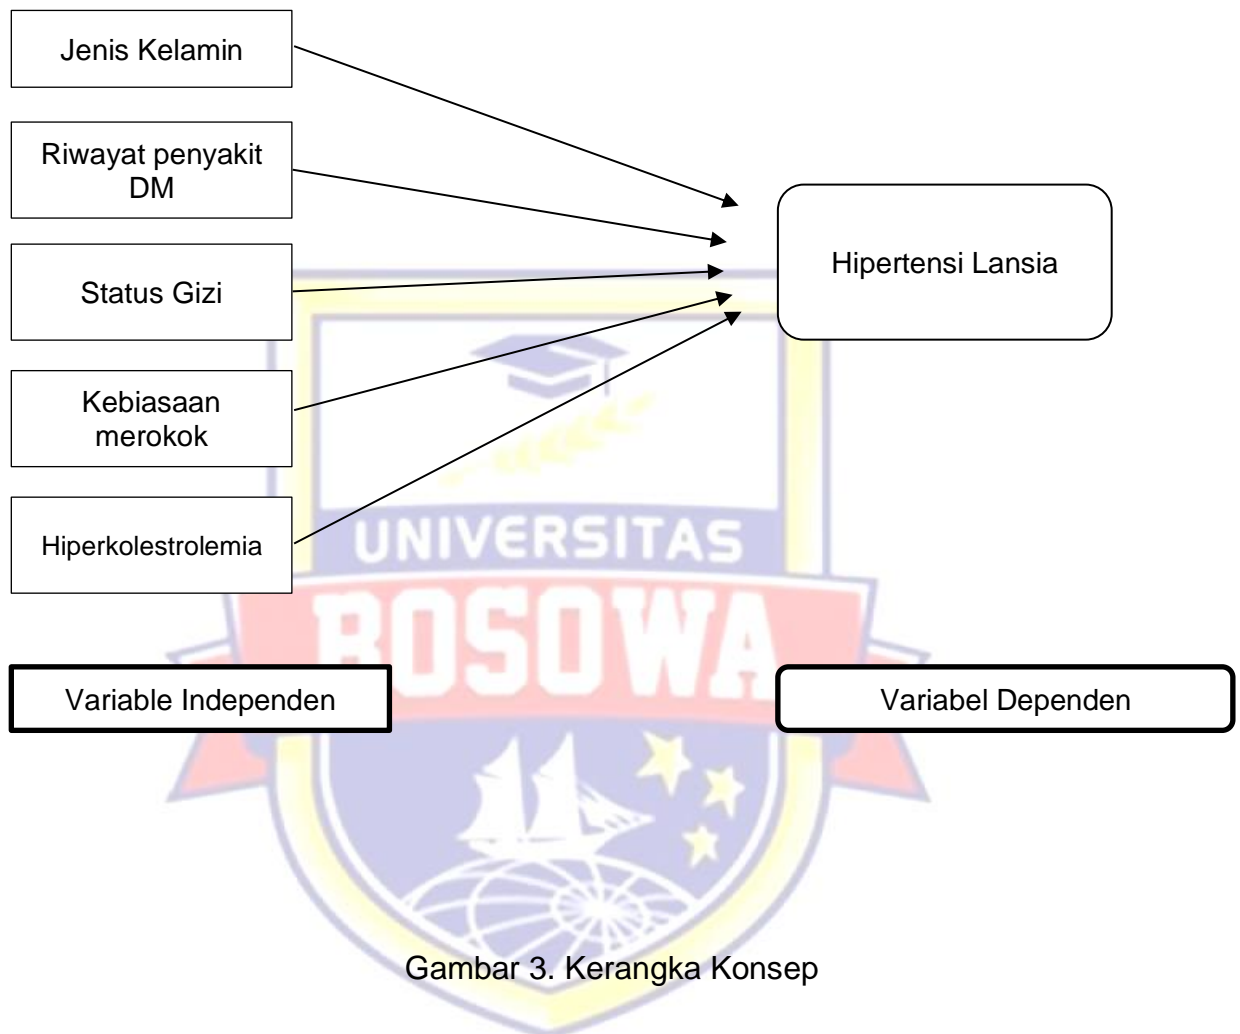 Jenis Kelamin
Riwayat penyakit
DM
Status Gizi
Kebiasaan
merokok
Hiperkolestrolemia
Hipertensi Lansia
UNIVERSITAS
BOSOWA
Variable Independen
Variabel Dependen
Gambar 3. Kerangka Konsep